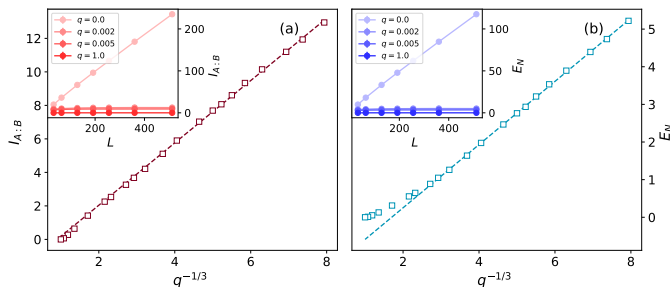 (a)
12
10
8
6
4
2
0
I_{A:B}
2
4
6
8
q^{-1/3}
q = 0.0
q = 0.002
q = 0.005
q = 1.0
200
400
L
200
100
0
I_{A:B}
(b)
5
4
3
2
1
0
E_N
2
4
6
8
q^{-1/3}
q = 0.0
q = 0.002
q = 0.005
q = 1.0
200
400
L
100
50
0
E_N